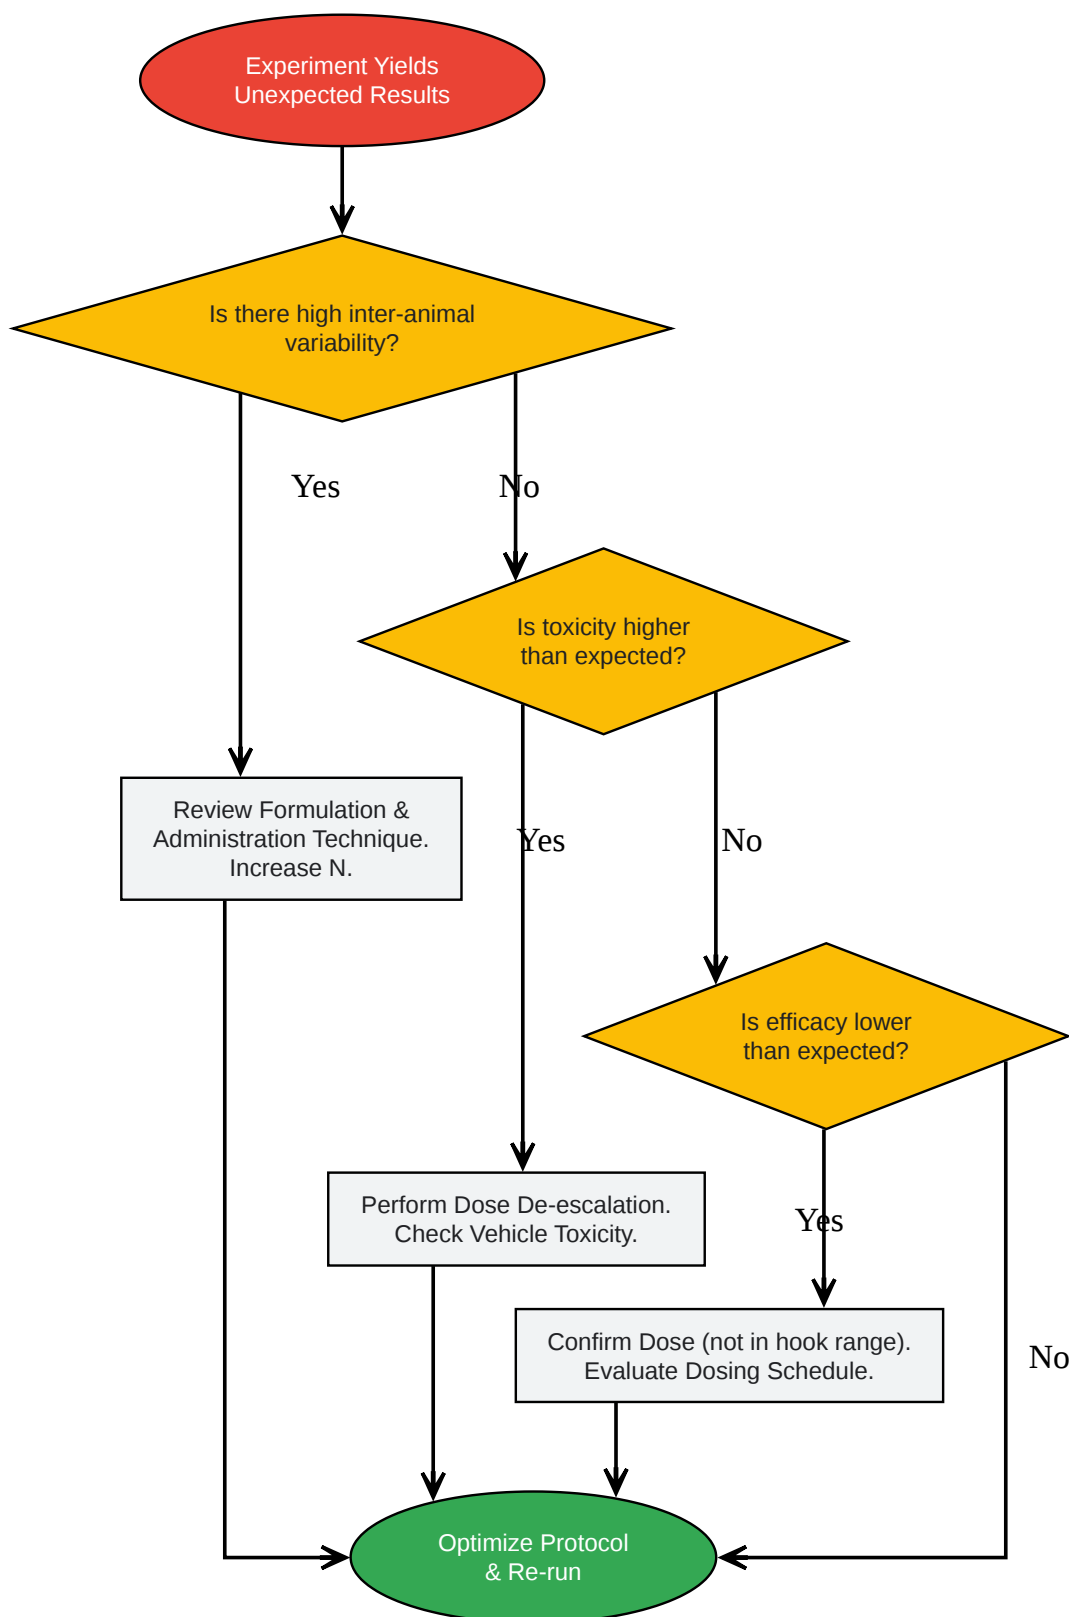 Experiment Yields
Unexpected Results
Is there high inter-animal
variability?
Yes
No
Is toxicity higher
than expected?
Review Formulation &
Administration Technique.
Increase N.
Yes
No
Is efficacy lower
than expected?
Perform Dose De-escalation.
Check Vehicle Toxicity.
Yes
Confirm Dose (not in hook range).
Evaluate Dosing Schedule.
No
Optimize Protocol
& Re-run